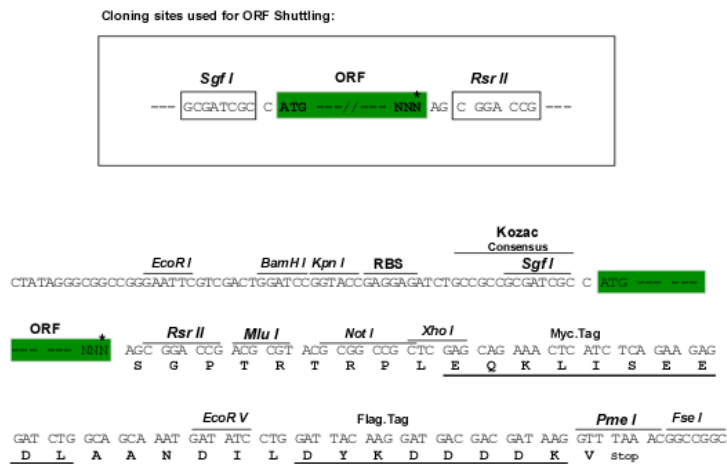 Cloning sites used for ORF Shuttling:
Sgf I ORF Rsr II
--- GCGATCGC C ATG ---//--- NNN* AG C GGA CCG ---
Kozac
Consensus
EcoR I BamH I Kpn I RBS Sgf I
CTATAGGGCGGCCGGGAATTCGTCGACTGGATCCGGTACCGAGGAGATCTGCCGCCGCGATCGC C ATG --- ---
ORF Rsr II Mlu I Not I Xho I Myc.Tag
--- --- NNN* AGC GGA CCG ACG CGT ACG CGG CCG CTC GAG CAG AAA CTC ATC TCA GAA GAG
S G P T R T R P L E Q K L I S E E
EcoR V Flag.Tag Pme I Fse I
GAT CTG GCA GCA AAT GAT ATC CTG GAT TAC AAG GAT GAC GAC GAT AAG GTT TAA ACGGCCGGC
D L A A N D I L D Y K D D D D K V Stop